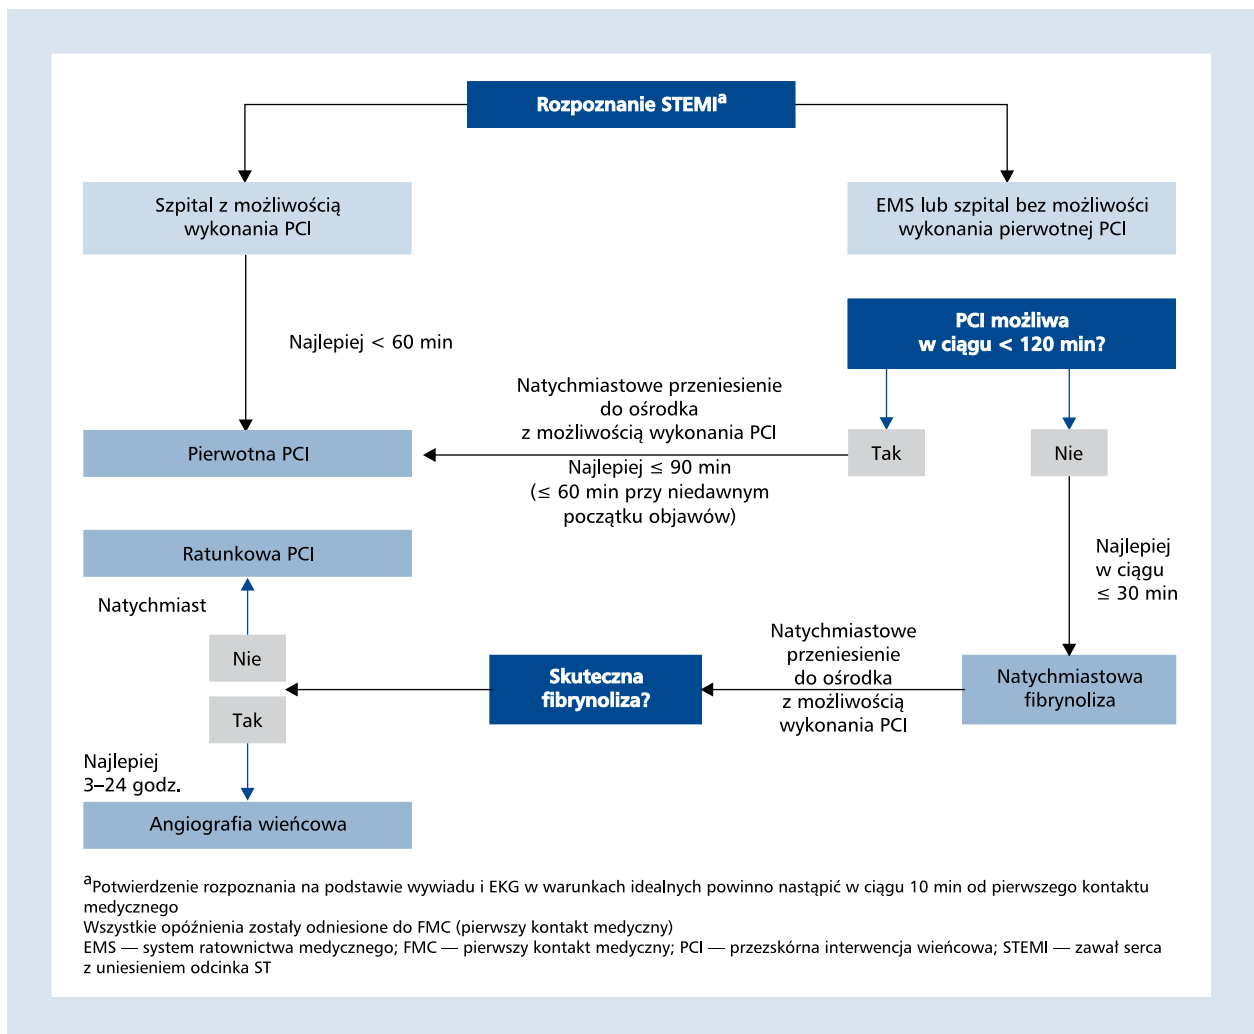 Rozpoznanie STEMIa
Szpital z możliwością
wykonania PCI
EMS lub szpital bez możliwości
wykonania pierwotnej PCI
PCI możliwa
w ciągu < 120 min?
Najlepiej < 60 min
Natychmiastowe przeniesienie
do ośrodka
z możliwością wykonania PCI
Tak
Nie
Pierwotna PCI
Najlepiej ≤ 90 min
(≤ 60 min przy niedawnym
początku objawów)
Ratunkowa PCI
Najlepiej
w ciągu
≤ 30 min
Natychmiast
Nie
Natychmiastowe
przeniesienie
do ośrodka
z możliwością
wykonania PCI
Skuteczna
fibrynoliza?
Natychmiastowa
fibrynoliza
Tak
Najlepiej
3–24 godz.
Angiografia wieńcowa
aPotwierdzenie rozpoznania na podstawie wywiadu i EKG w warunkach idealnych powinno nastąpić w ciągu 10 min od pierwszego kontaktu
medycznego
Wszystkie opóźnienia zostały odniesione do FMC (pierwszy kontakt medyczny)
EMS — system ratownictwa medycznego; FMC — pierwszy kontakt medyczny; PCI — przezskórna interwencja wieńcowa; STEMI — zawał serca
z uniesieniem odcinka ST